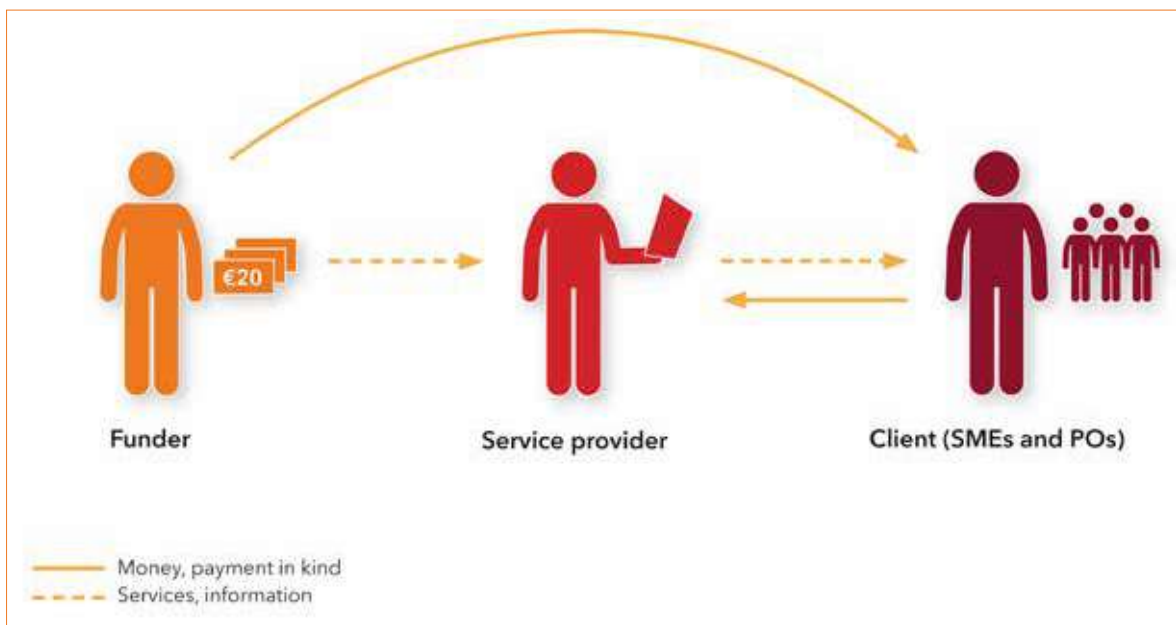 €20
Funder
Service provider
Client (SMEs and POs)
Money, payment in kind
Services, information